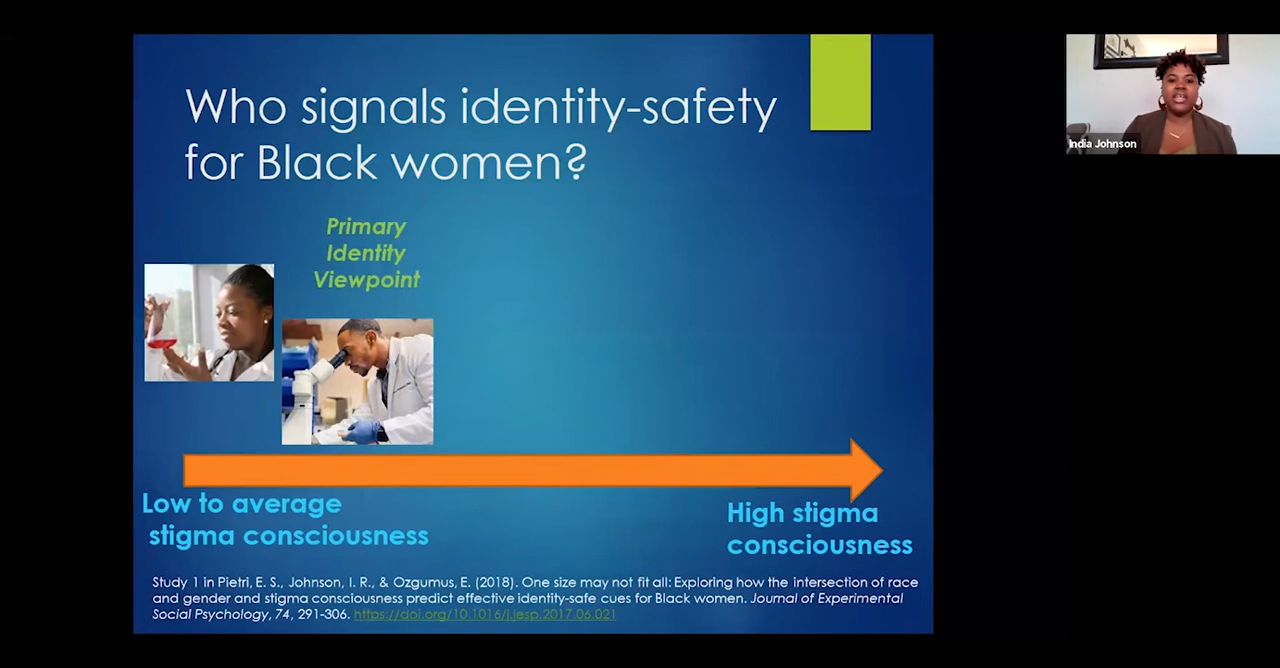 Who signals identity-safety
for Black women?
India Johnson
Primary
Identity
Viewpoint
Low to average
stigma consciousness
High stigma
consciousness
Study 1 in Pietri, E. S., Johnson, I. R., & Ozgumus, E. (2018). One size may not fit all: Exploring how the intersection of race
and gender and stigma consciousness predict effective identity-safe cues for Black women. Journal of Experimental
Social Psychology, 74, 291-306. https://doi.org/10.1016/j.jesp.2017.06.021